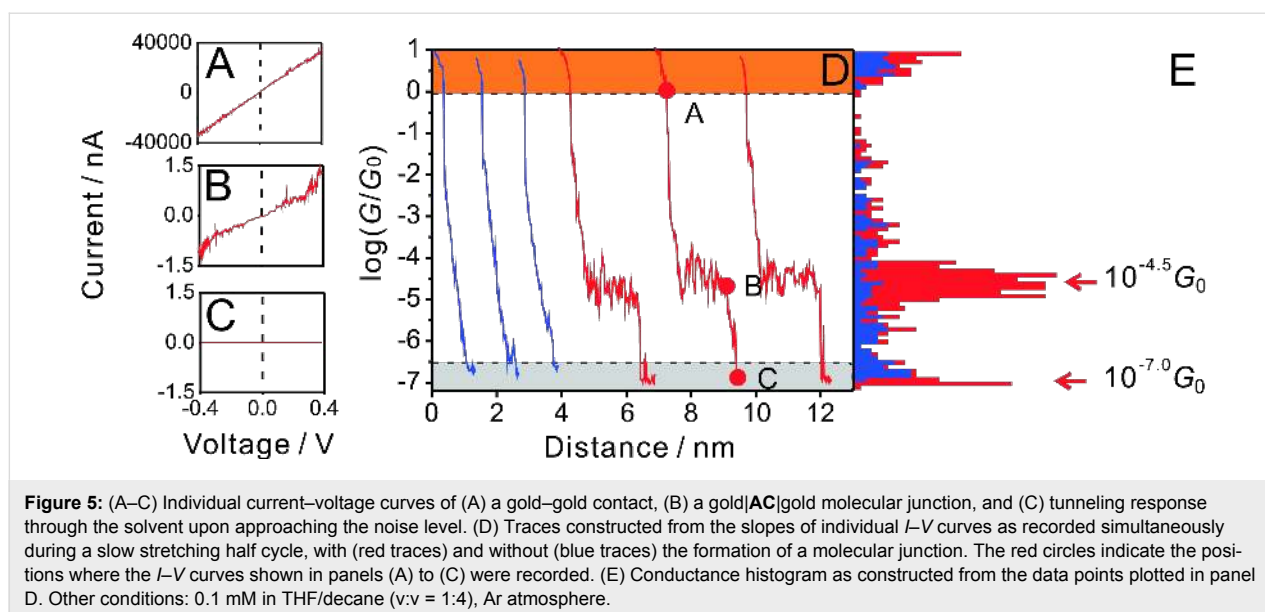 40000
A
0
-40000
1.5
B
0.0
-1.5
1.5
C
0.0
-1.5
-0.4 0.0 0.4
Voltage / V
Current / nA
1
0
-1
-2
-3
-4
-5
-6
-7
log(G/G0)
D
A
B
C
0 2 4 6 8 10 12
Distance / nm
E
10-4.5 G0
10-7.0 G0
Figure 5: (A–C) Individual current–voltage curves of (A) a gold–gold contact, (B) a gold|AC|gold molecular junction, and (C) tunneling response
through the solvent upon approaching the noise level. (D) Traces constructed from the slopes of individual I–V curves as recorded simultaneously
during a slow stretching half cycle, with (red traces) and without (blue traces) the formation of a molecular junction. The red circles indicate the posi-
tions where the I–V curves shown in panels (A) to (C) were recorded. (E) Conductance histogram as constructed from the data points plotted in panel
D. Other conditions: 0.1 mM in THF/decane (v:v = 1:4), Ar atmosphere.